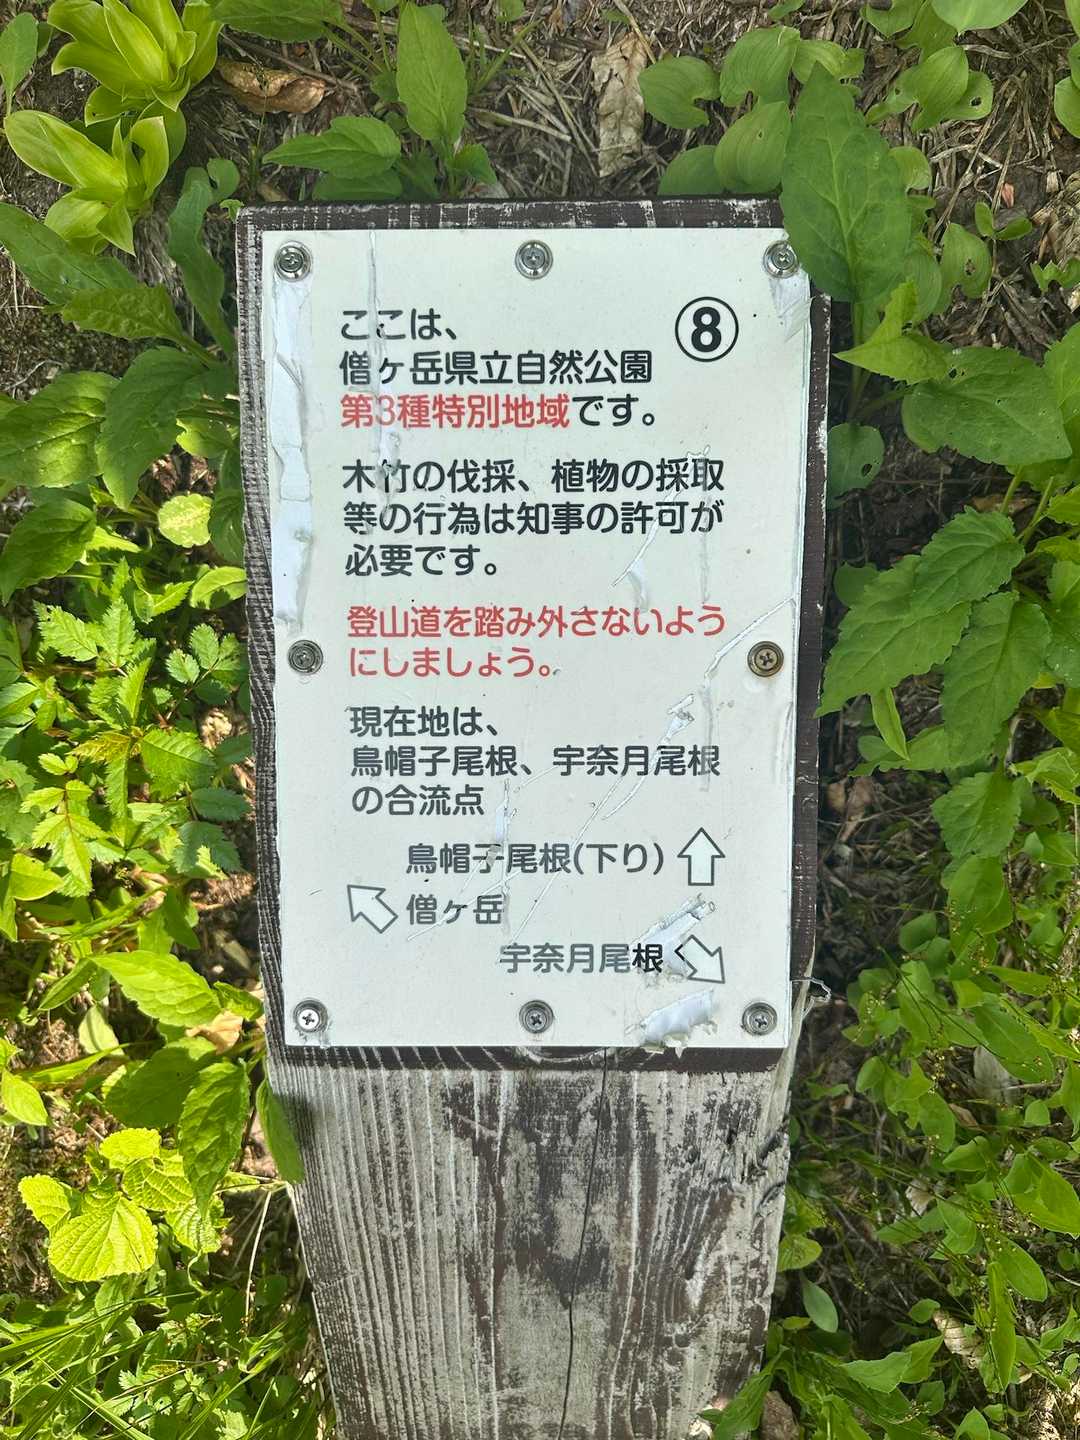 ⑧
ここは、
僧ヶ岳県立自然公園
第3種特別地域です。
木竹の伐採、植物の採取
等の行為は知事の許可が
必要です。
登山道を踏み外さないよう
にしましょう。
現在地は、
烏帽子尾根、宇奈月尾根
の合流点
烏帽子尾根(下り)
僧ヶ岳
宇奈月尾根